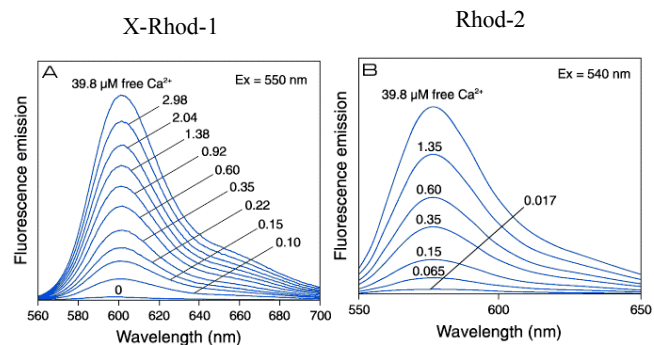 X-Rhod-1
Rhod-2
A
Ex = 550 nm
39.8 µM free Ca²⁺
2.98
2.04
1.38
0.92
0.60
0.35
0.22
0.15
0.10
0
Fluorescence emission
560 580 600 620 640 660 680 700
Wavelength (nm)
B
Ex = 540 nm
39.8 µM free Ca²⁺
1.35
0.60
0.017
0.35
0.15
0.065
Fluorescence emission
550 600 650
Wavelength (nm)